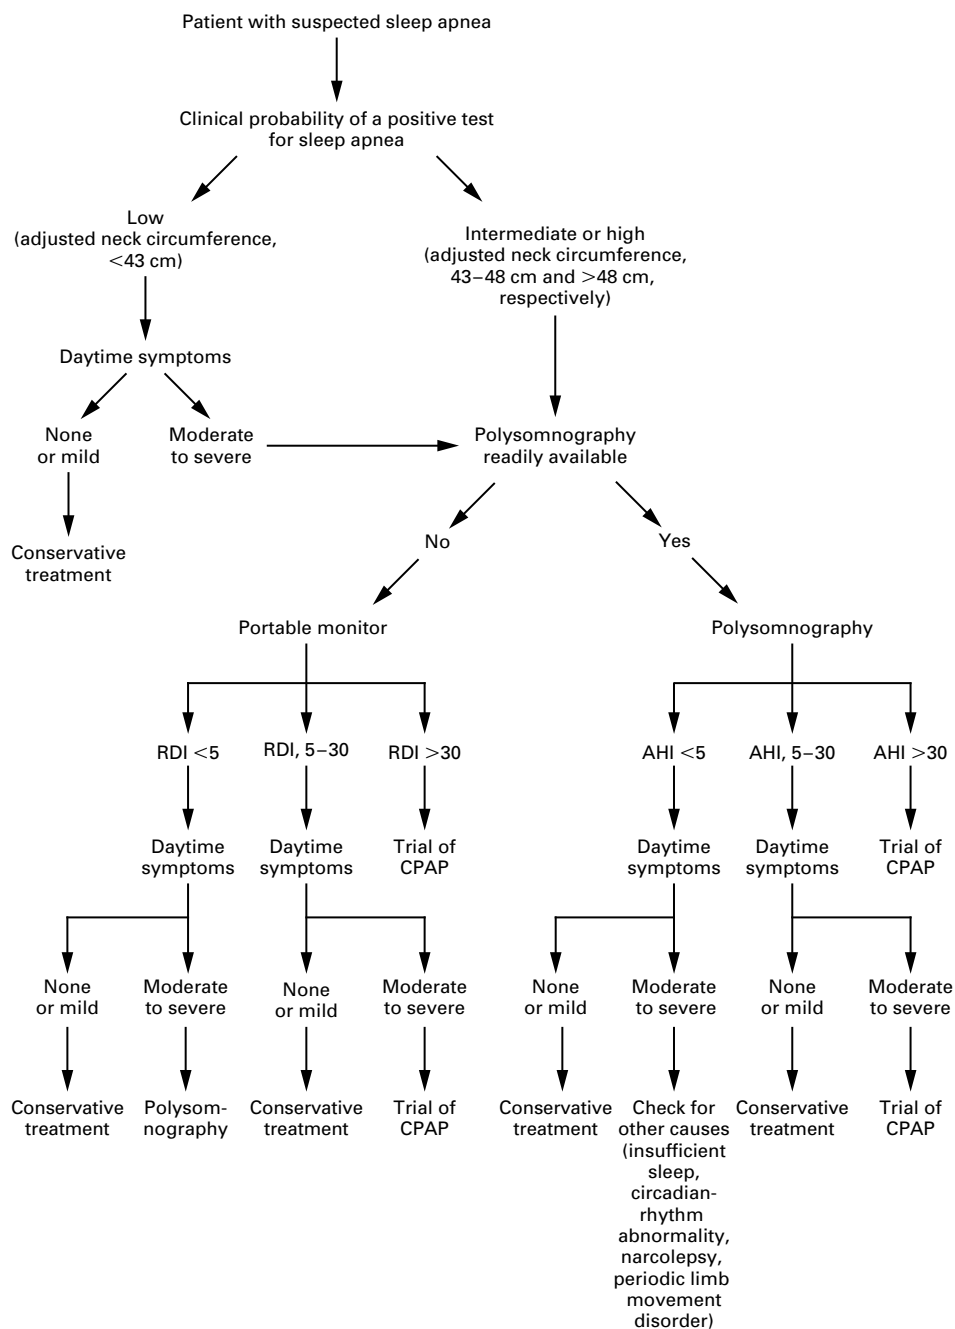 Patient with suspected sleep apnea
Clinical probability of a positive test
for sleep apnea
Low
(adjusted neck circumference,
<43 cm)
Intermediate or high
(adjusted neck circumference,
43–48 cm and >48 cm,
respectively)
Daytime symptoms
None
or mild
Moderate
to severe
Polysomnography
readily available
Conservative
treatment
No
Yes
Portable monitor
Polysomnography
RDI <5
RDI, 5–30
RDI >30
AHI <5
AHI, 5–30
AHI >30
Daytime
symptoms
Daytime
symptoms
Trial of
CPAP
Daytime
symptoms
Daytime
symptoms
Trial of
CPAP
None
or mild
Moderate
to severe
None
or mild
Moderate
to severe
None
or mild
Moderate
to severe
None
or mild
Moderate
to severe
Conservative
treatment
Polysom-
nography
Conservative
treatment
Trial of
CPAP
Conservative
treatment
Check for
other causes
(insufficient
sleep,
circadian-
rhythm
abnormality,
narcolepsy,
periodic limb
movement
disorder)
Conservative
treatment
Trial of
CPAP